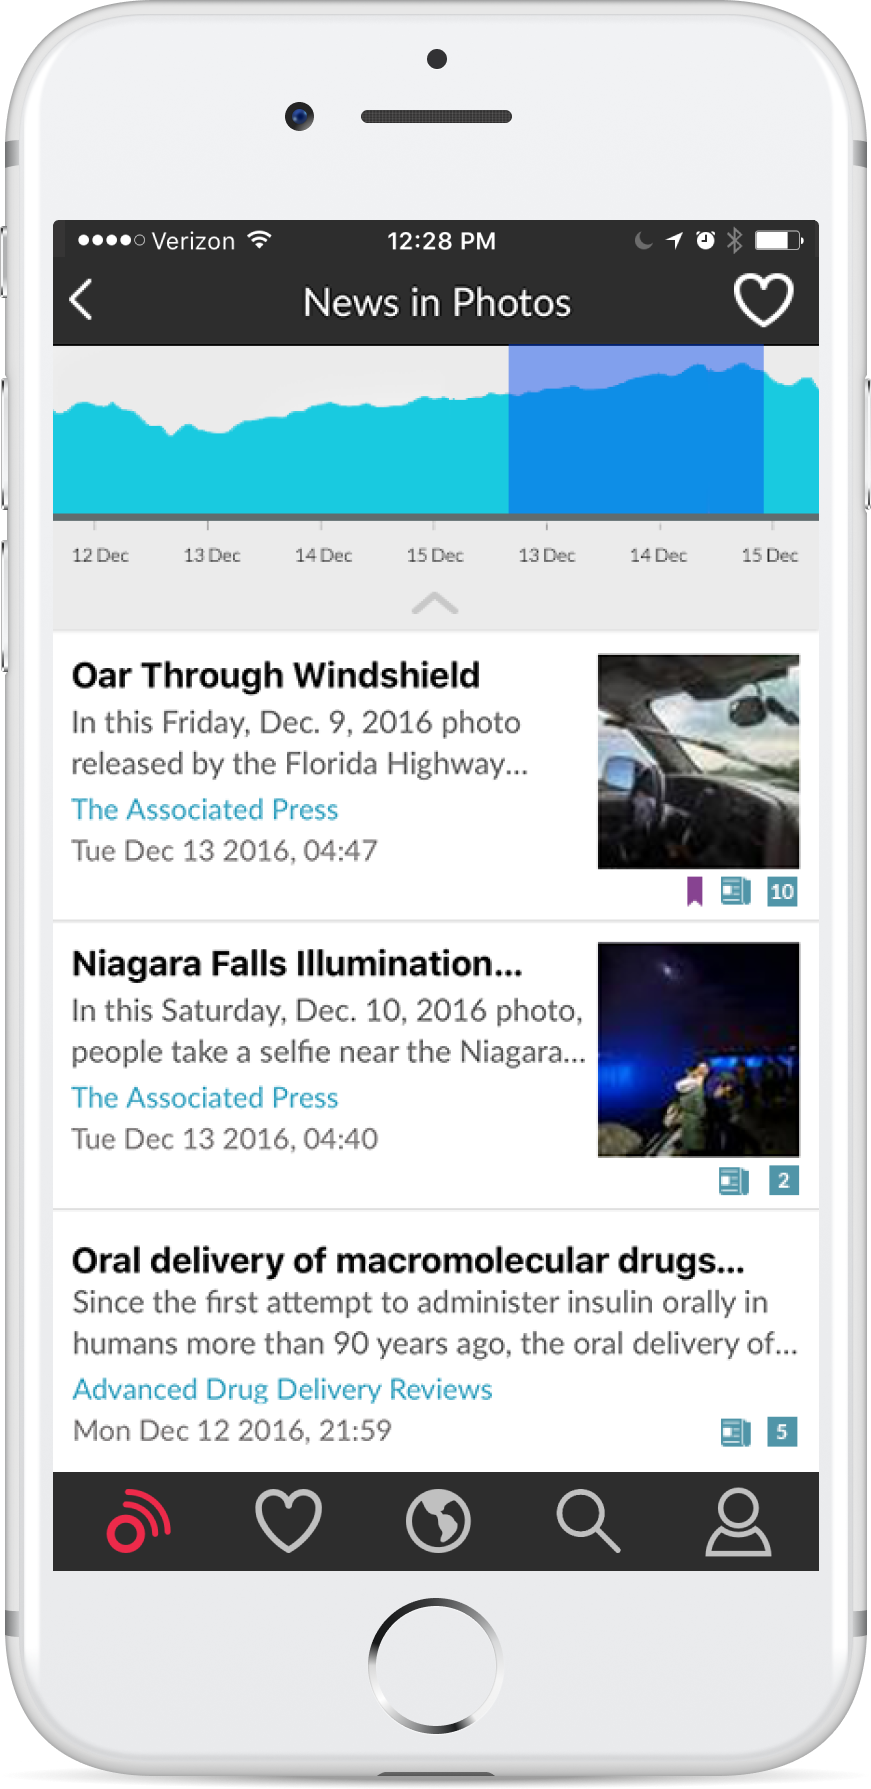 Verizon 12:28 PM
News in Photos
12 Dec 13 Dec 14 Dec 15 Dec 13 Dec 14 Dec 15 Dec
Oar Through Windshield
In this Friday, Dec. 9, 2016 photo
released by the Florida Highway...
The Associated Press
Tue Dec 13 2016, 04:47
10
Niagara Falls Illumination...
In this Saturday, Dec. 10, 2016 photo,
people take a selfie near the Niagara...
The Associated Press
Tue Dec 13 2016, 04:40
2
Oral delivery of macromolecular drugs...
Since the first attempt to administer insulin orally in
humans more than 90 years ago, the oral delivery of...
Advanced Drug Delivery Reviews
Mon Dec 12 2016, 21:59
5